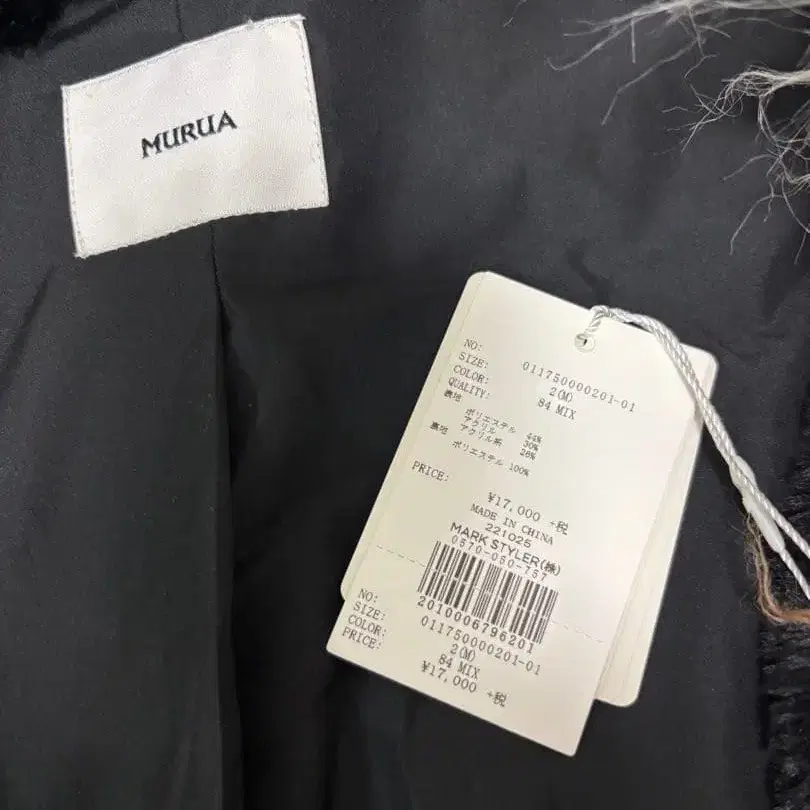 MURUA
NO: 011750000201-01
SIZE: 2(M)
COLOR: 84 MIX
QUALITY:
表地
ポリエステル 44%
アクリル 30%
アクリル系 26%
裏地
ポリエステル 100%
PRICE: ¥17,000 +税
MADE IN CHINA
221025
MARK STYLER(株)
0570-050-757
2010006796201
NO: 011750000201-01
SIZE: 2(M)
COLOR: 84 MIX
PRICE: ¥17,000 +税